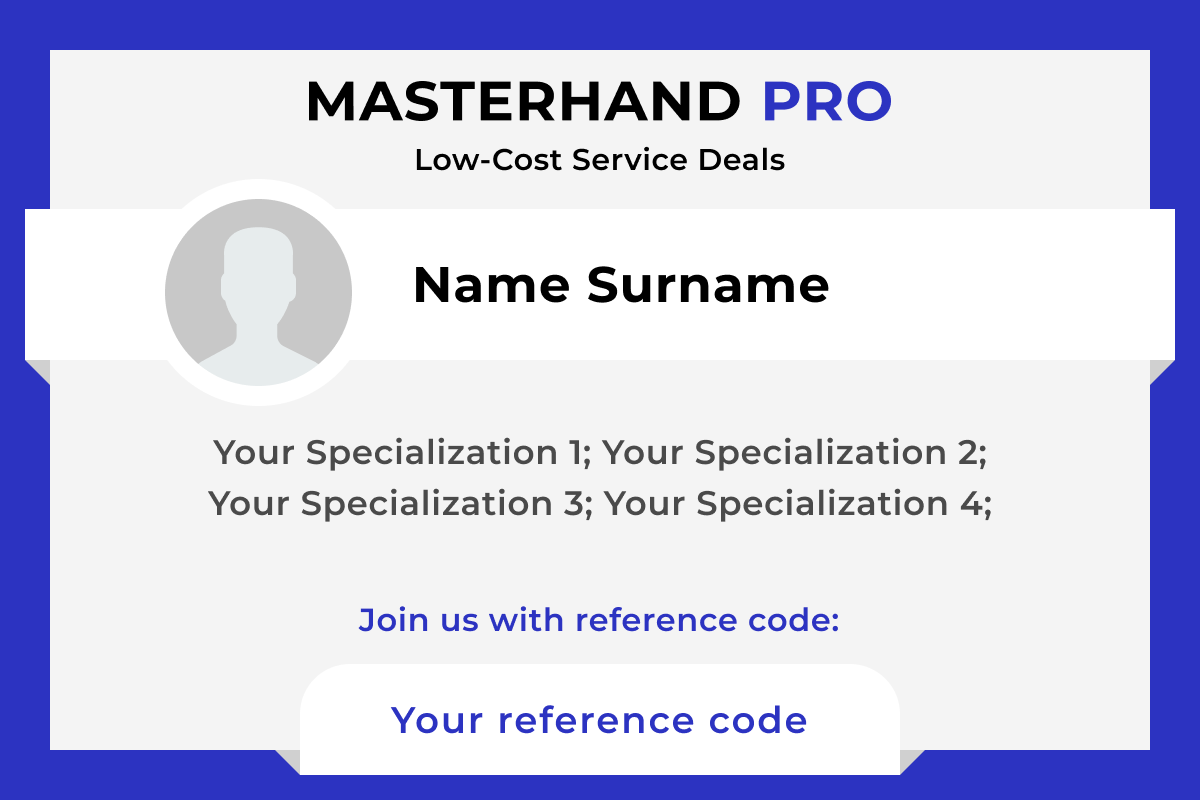 MASTERHAND PRO
Low-Cost Service Deals
Name Surname
Your Specialization 1; Your Specialization 2;
Your Specialization 3; Your Specialization 4;
Join us with reference code:
Your reference code